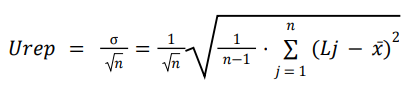 Urep = σ/√n = 1/√n √(1/(n-1) · Σ_{j = 1}^{n} (Lj − x̄)²)